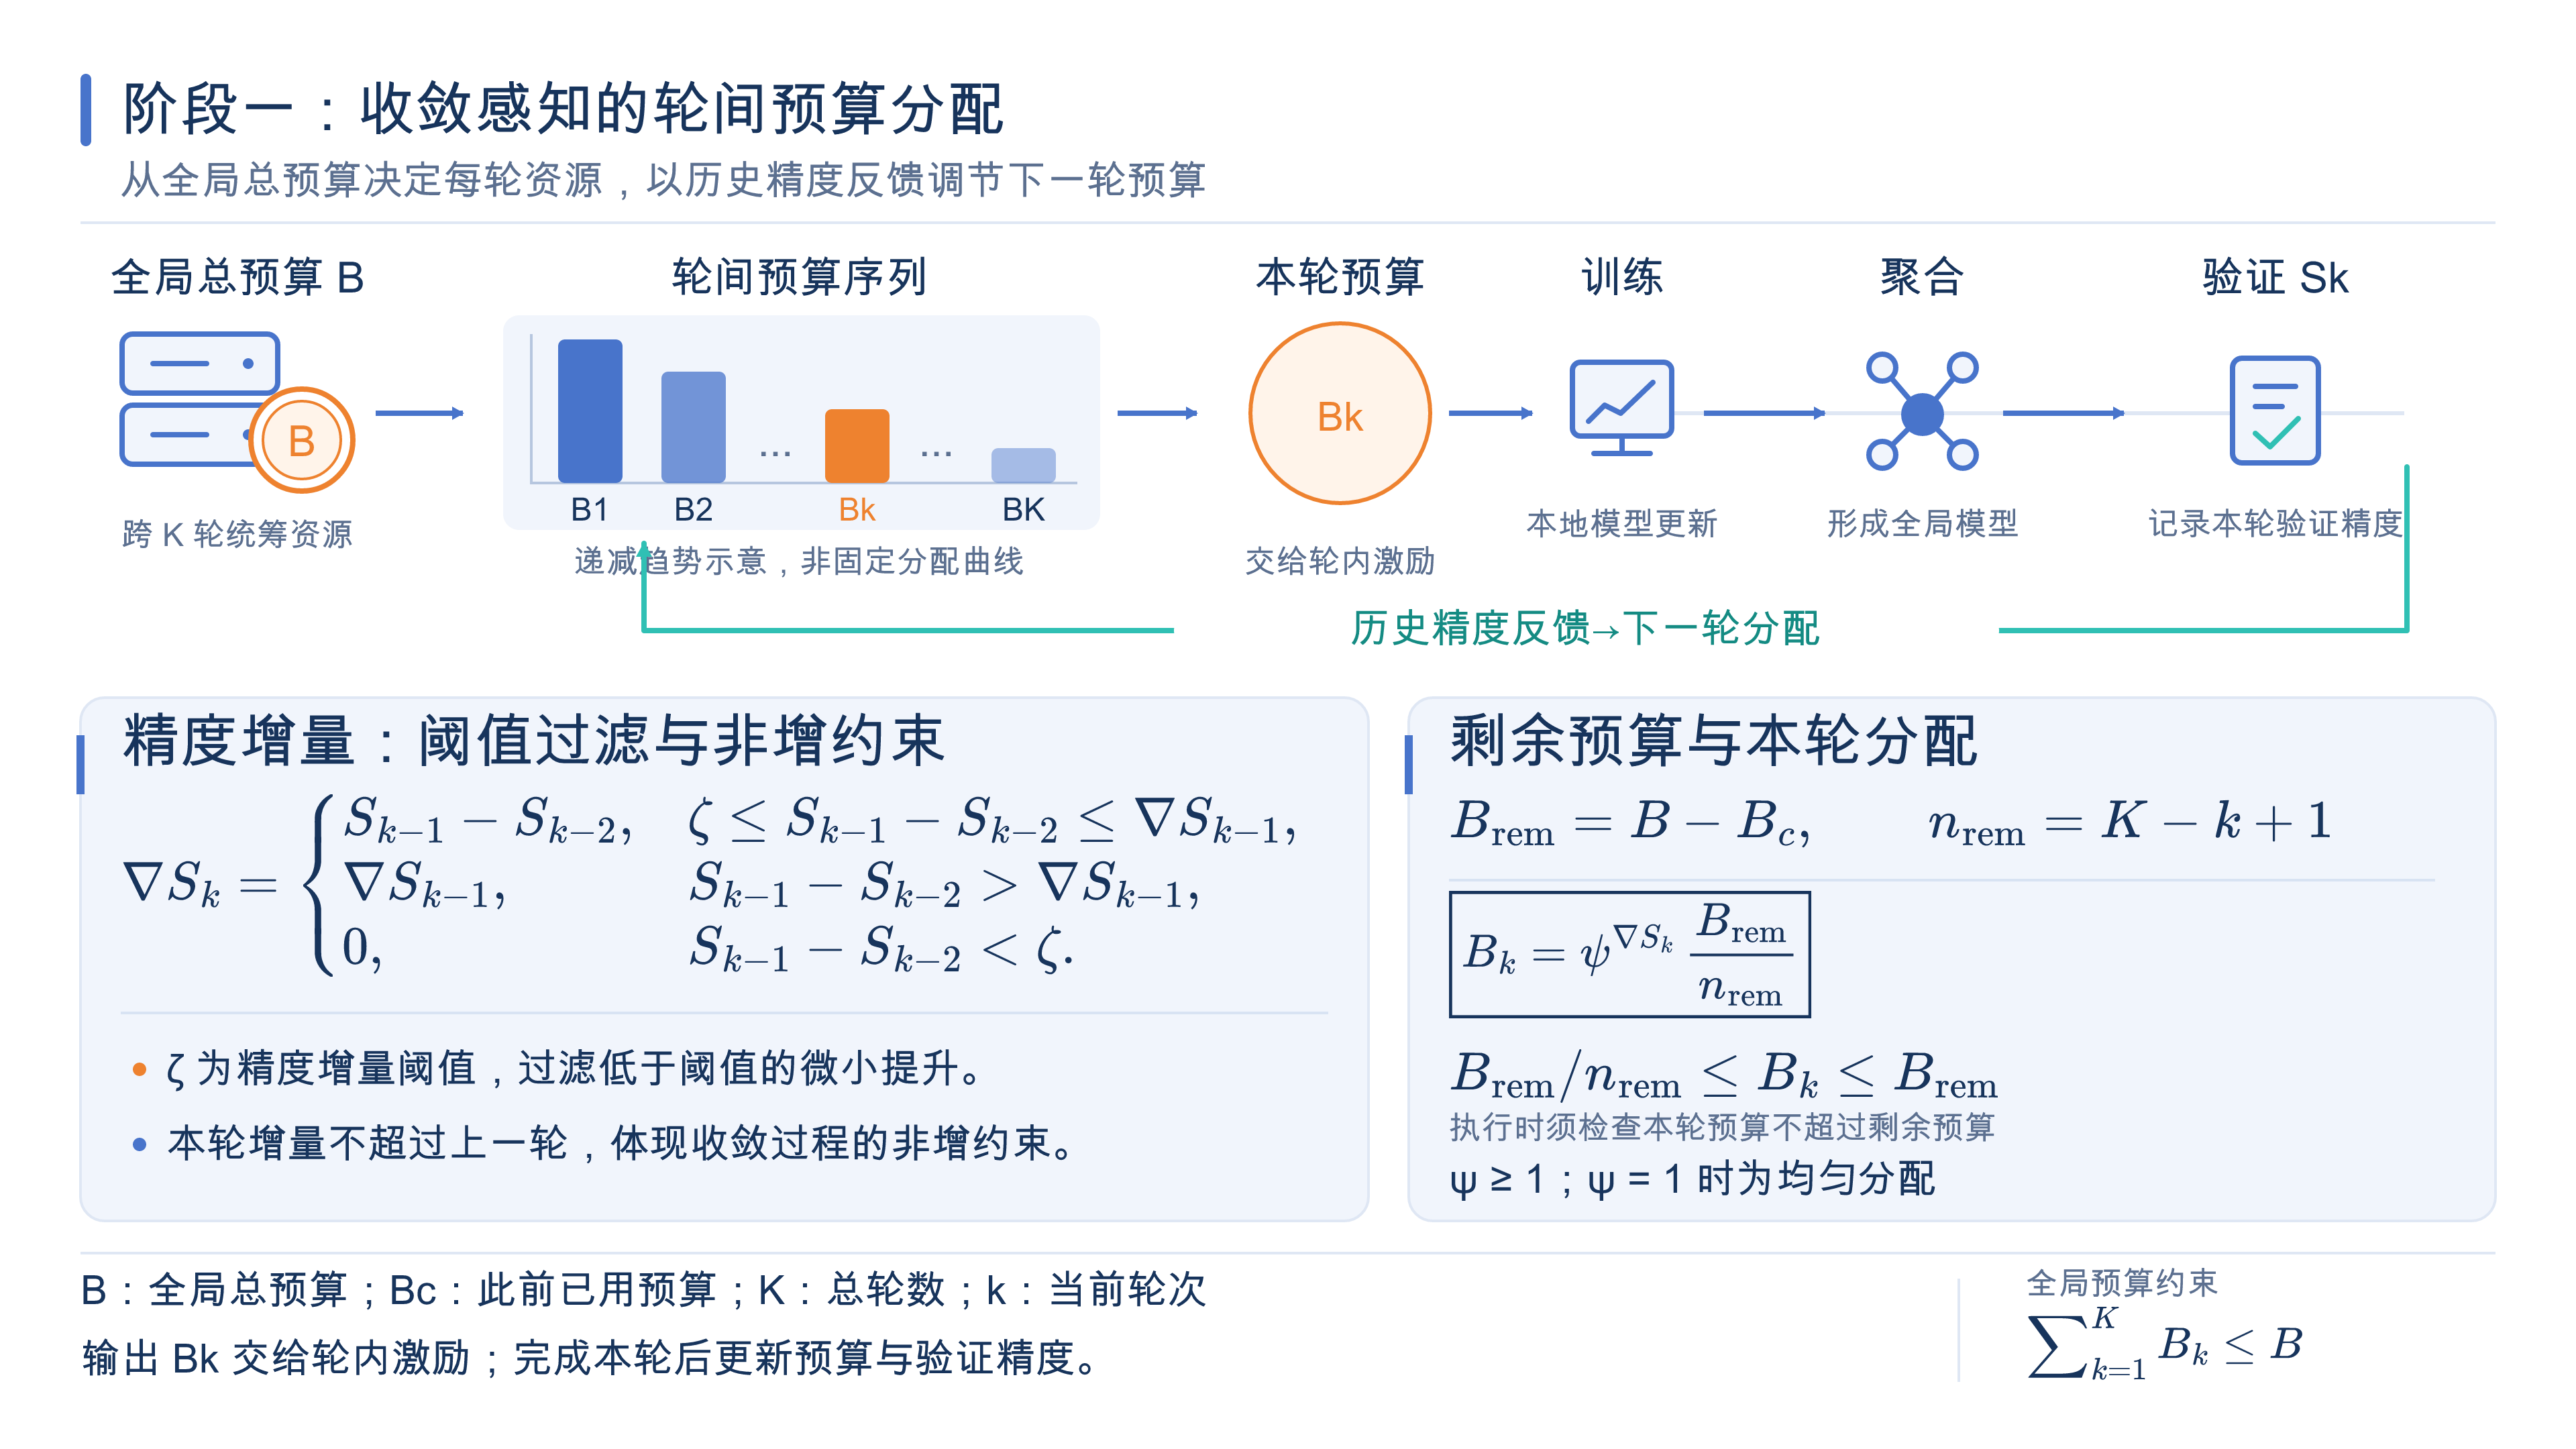 阶段一：收敛感知的轮间预算分配
从全局总预算决定每轮资源，以历史精度反馈调节下一轮预算
全局总预算 B
轮间预算序列
本轮预算
训练
聚合
验证 Sk
B
...
...
Bk
B1
B2
Bk
BK
跨 K 轮统筹资源
递减趋势示意，非固定分配曲线
交给轮内激励
本地模型更新
形成全局模型
记录本轮验证精度
历史精度反馈→下一轮分配
精度增量：阈值过滤与非增约束
∇S_k = { S_{k−1} − S_{k−2}, ζ ≤ S_{k−1} − S_{k−2} ≤ ∇S_{k−1},
∇S_{k−1}, S_{k−1} − S_{k−2} > ∇S_{k−1},
0, S_{k−1} − S_{k−2} < ζ.
ζ 为精度增量阈值，过滤低于阈值的微小提升。
本轮增量不超过上一轮，体现收敛过程的非增约束。
剩余预算与本轮分配
B_rem = B − B_c, n_rem = K − k + 1
B_k = ψ^{∇S_k} B_rem / n_rem
B_rem/n_rem ≤ B_k ≤ B_rem
执行时须检查本轮预算不超过剩余预算
ψ ≥ 1；ψ = 1 时为均匀分配
B：全局总预算；Bc：此前已用预算；K：总轮数；k：当前轮次
输出 Bk 交给轮内激励；完成本轮后更新预算与验证精度。
全局预算约束
∑_{k=1}^{K} B_k ≤ B